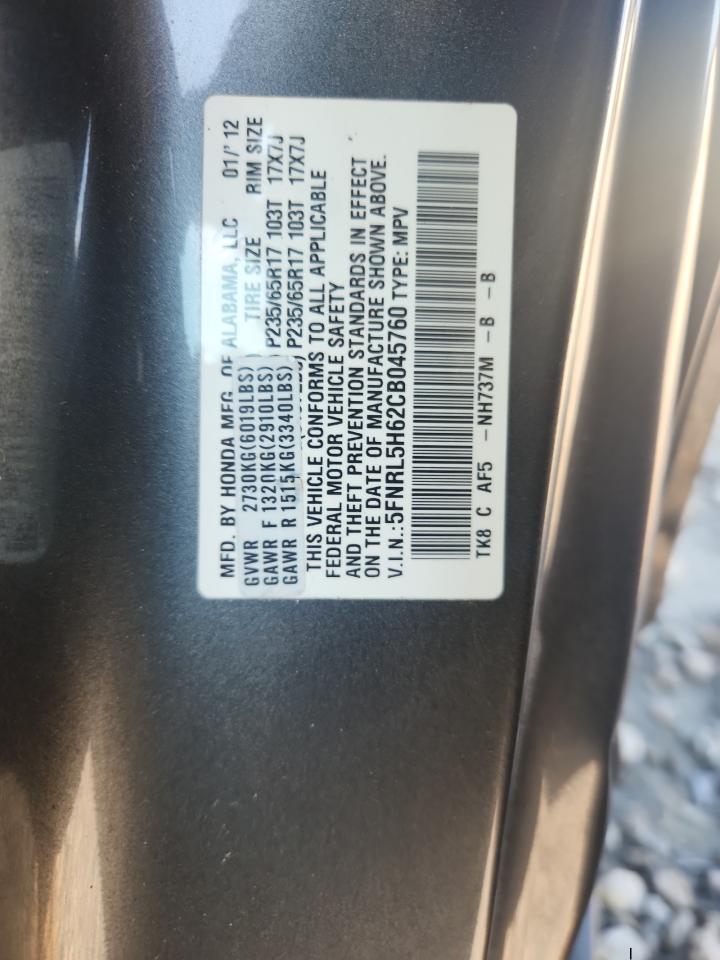 MFD. BY HONDA MFG. OF ALABAMA, LLC 01/'12
GVWR 2730KG(6019LBS) TIRE SIZE RIM SIZE
GAWR F 1320KG(2910LBS) P235/65R17 103T 17X7J
GAWR R 1515KG(3340LBS) P235/65R17 103T 17X7J
THIS VEHICLE CONFORMS TO ALL APPLICABLE
FEDERAL MOTOR VEHICLE SAFETY
AND THEFT PREVENTION STANDARDS IN EFFECT
ON THE DATE OF MANUFACTURE SHOWN ABOVE.
V.I.N.:5FNRL5H62CB045760 TYPE: MPV
TK8 C AF5 -NH737M -B -B